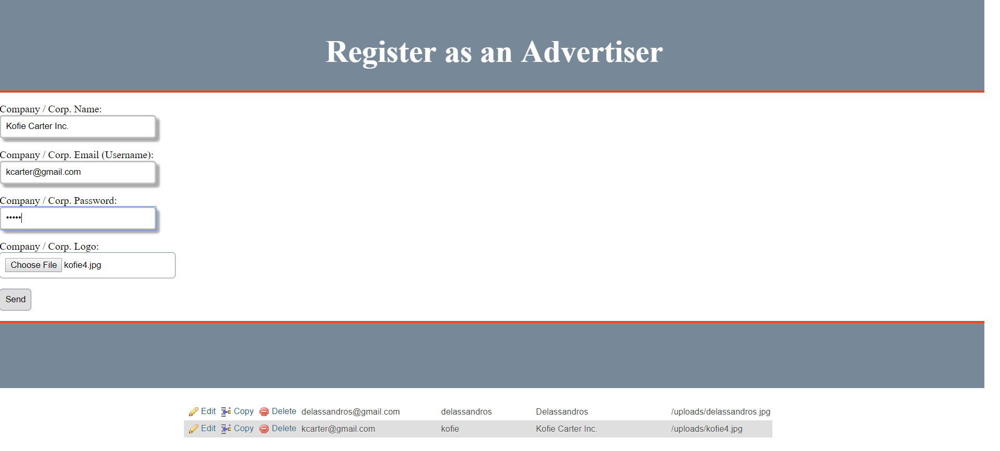 Register as an Advertiser
Company / Corp. Name:
Kofie Carter Inc.
Company / Corp. Email (Username):
kcarter@gmail.com
Company / Corp. Password:
•••••
Company / Corp. Logo:
Choose File kofie4.jpg
Send
Edit Copy Delete delassandros@gmail.com delassandros Delassandros /uploads/delassandros.jpg
Edit Copy Delete kcarter@gmail.com kofie Kofie Carter Inc. /uploads/kofie4.jpg